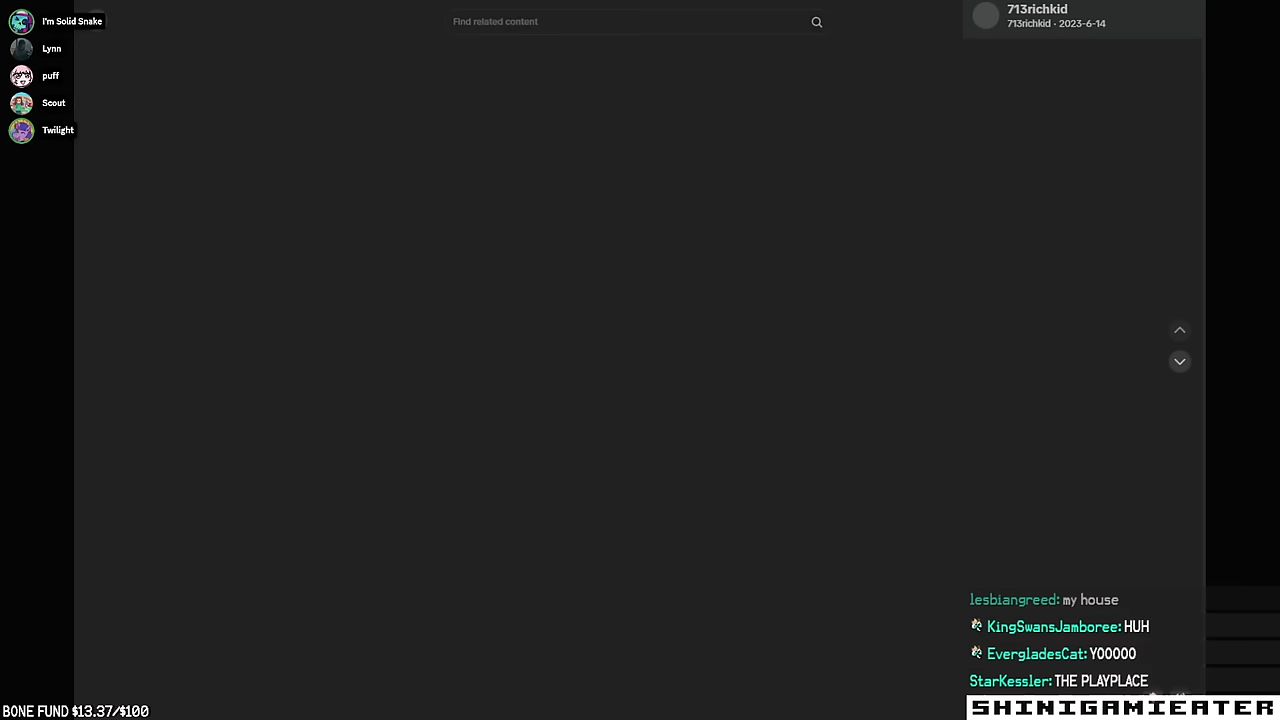 I'm Solid Snake
Lynn
puff
Scout
Twilight
Find related content
713richkid
713richkid · 2023-6-14
lesbiangreed: my house
KingSwansJamboree: HUH
EvergladesCat: YOOOOO
StarKessler: THE PLAYPLACE
SHINIGAMIEATER
BONE FUND $13.37/$100